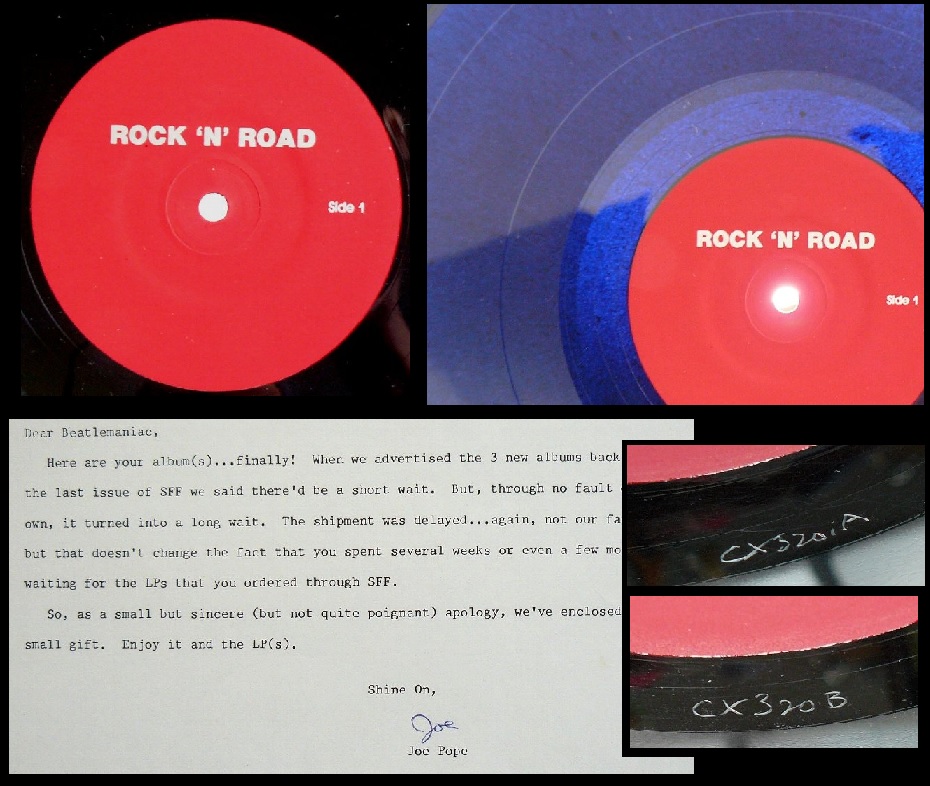 ROCK 'N' ROAD
Side 1
ROCK 'N' ROAD
Side 1
Dear Beatlemaniac,
Here are your album(s)...finally! When we advertised the 3 new albums back
the last issue of SFF we said there'd be a short wait. But, through no fault
own, it turned into a long wait. The shipment was delayed...again, not our fa
but that doesn't change the fact that you spent several weeks or even a few mo
waiting for the LPs that you ordered through SFF.
So, as a small but sincere (but not quite poignant) apology, we've enclosed
small gift. Enjoy it and the LP(s).
Shine On,
Joe
Joe Pope
CX320 A
CX320 B